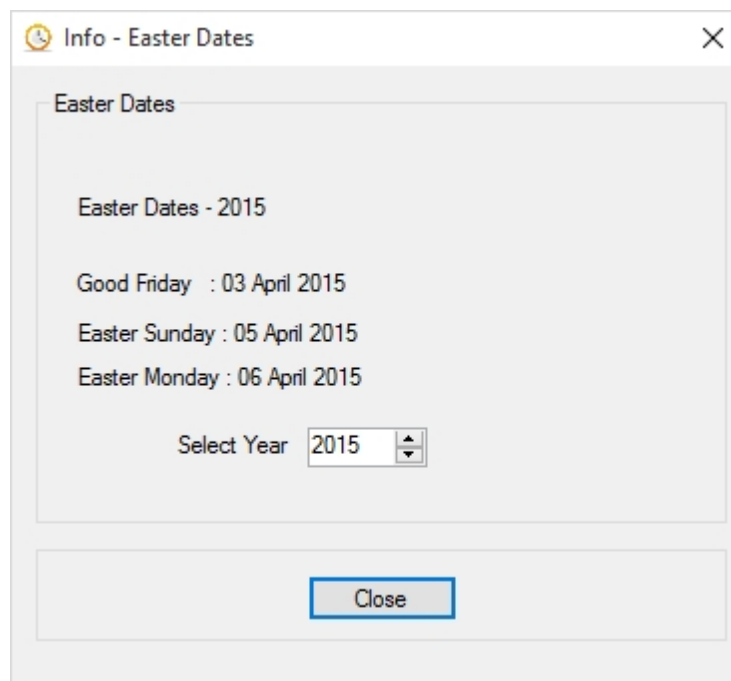 Info - Easter Dates
Easter Dates
Easter Dates - 2015
Good Friday : 03 April 2015
Easter Sunday : 05 April 2015
Easter Monday : 06 April 2015
Select Year 2015
Close